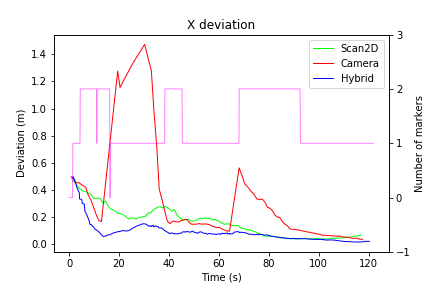 X deviation
Scan2D
Camera
Hybrid
Deviation (m)
1.4
1.2
1.0
0.8
0.6
0.4
0.2
0.0
Number of markers
3
2
1
0
−1
0
20
40
60
80
100
120
Time (s)